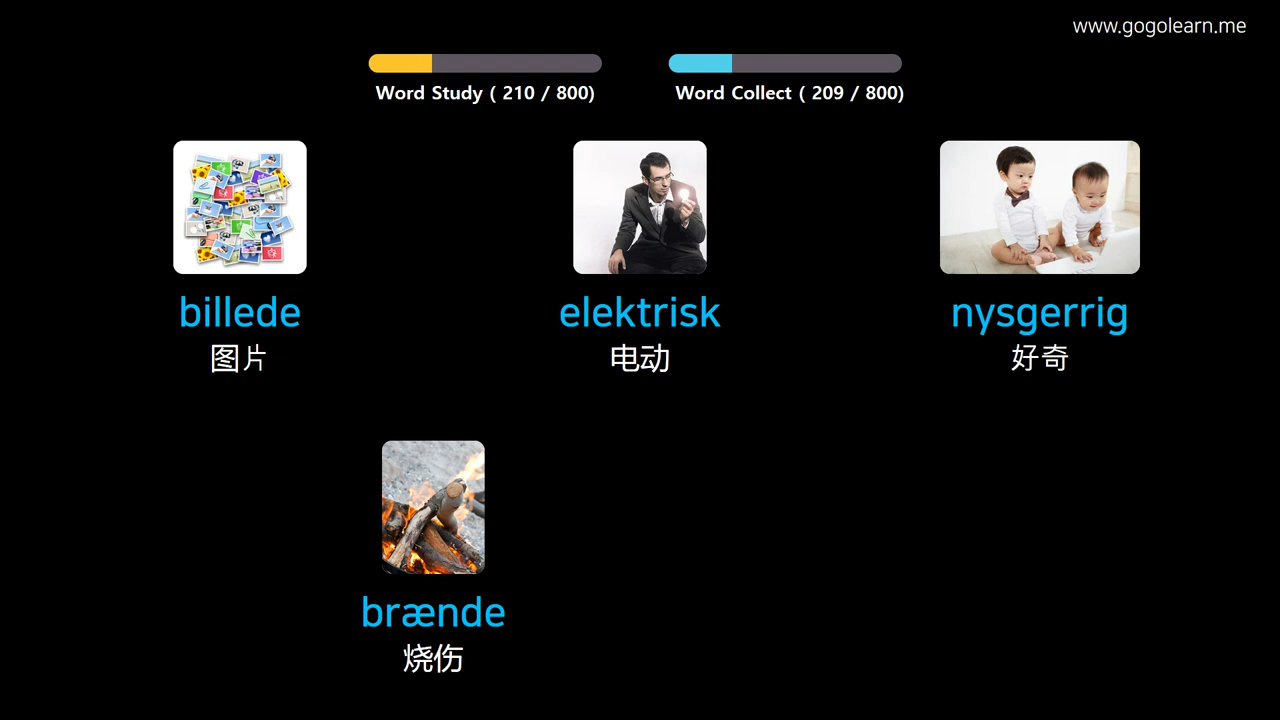 www.gogolearn.me
Word Study ( 210 / 800)
Word Collect ( 209 / 800)
billede
图片
elektrisk
电动
nysgerrig
好奇
brænde
烧伤